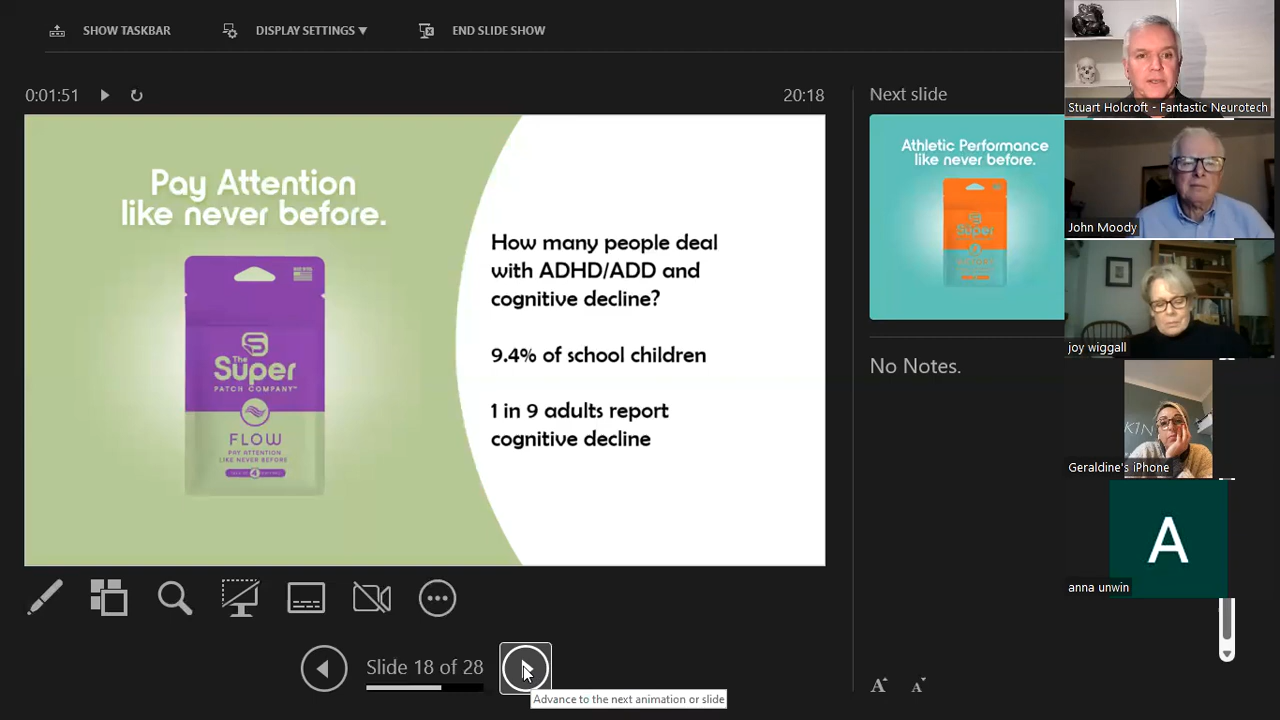 SHOW TASKBAR
DISPLAY SETTINGS ▼
END SLIDE SHOW
0:01:51
20:18
Next slide
Pay Attention
like never before.
The
Super
PATCH COMPANY™
FLOW
PAY ATTENTION
LIKE NEVER BEFORE
How many people deal
with ADHD/ADD and
cognitive decline?
9.4% of school children
1 in 9 adults report
cognitive decline
Athletic Performance
like never before.
Super
No Notes.
Slide 18 of 28
Advance to the next animation or slide
A A
Stuart Holcroft - Fantastic Neurotech
John Moody
joy wiggall
KIN
Geraldine's iPhone
A
anna unwin